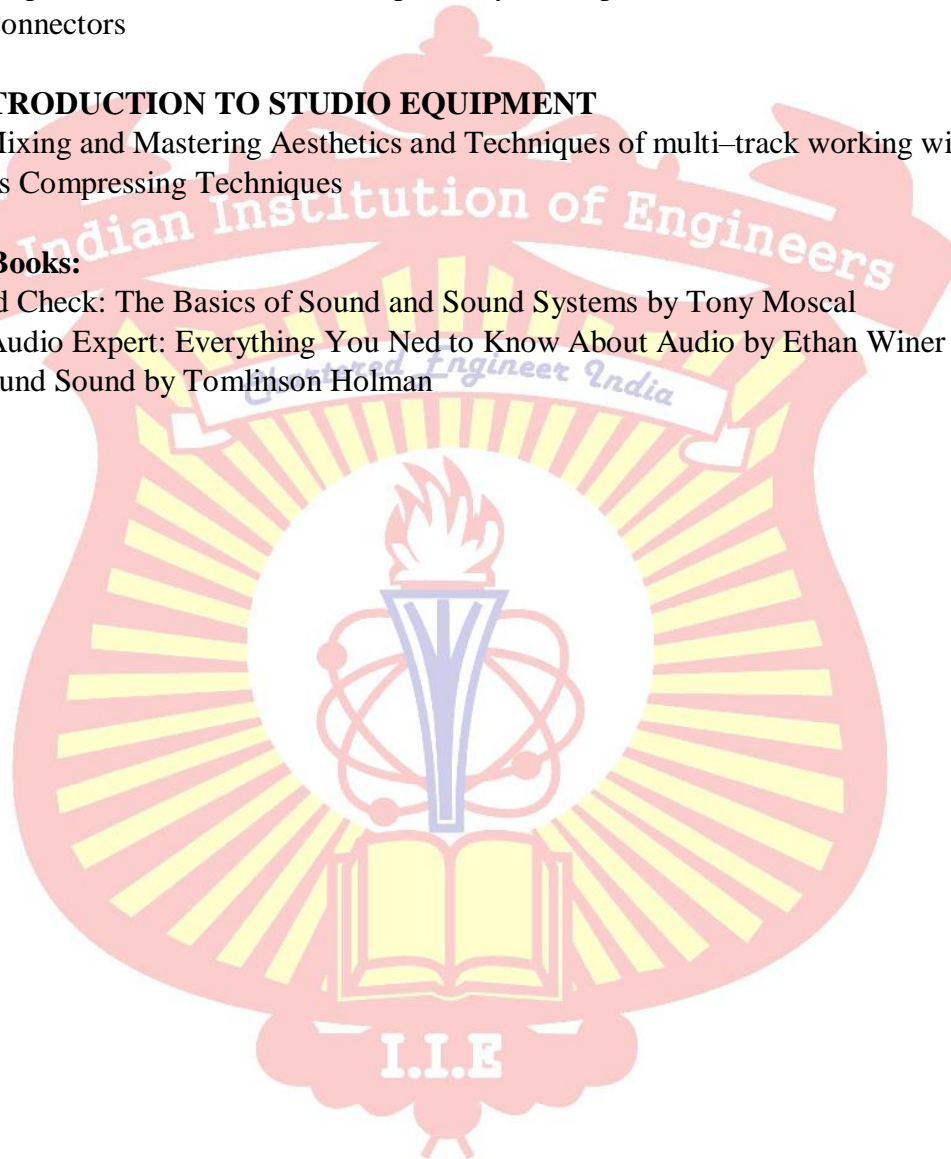 onnectors
TRODUCTION TO STUDIO EQUIPMENT
Mixing and Mastering Aesthetics and Techniques of multi–track working wi
s Compressing Techniques
Indian Institution of Engineers
Books:
d Check: The Basics of Sound and Sound Systems by Tony Moscal
Audio Expert: Everything You Ned to Know About Audio by Ethan Winer
und Sound by Tomlinson Holman
Chartered Engineer India
I.I.E